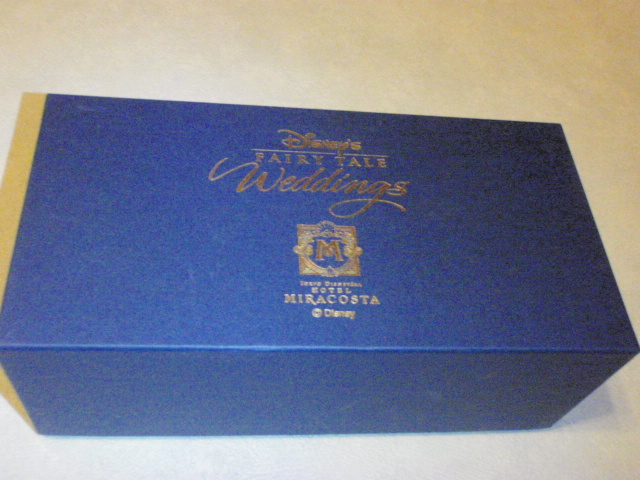 Disney's
FAIRY TALE
Weddings
M
TOKYO DISNEYSEA
HOTEL
MIRACOSTA
© Disney